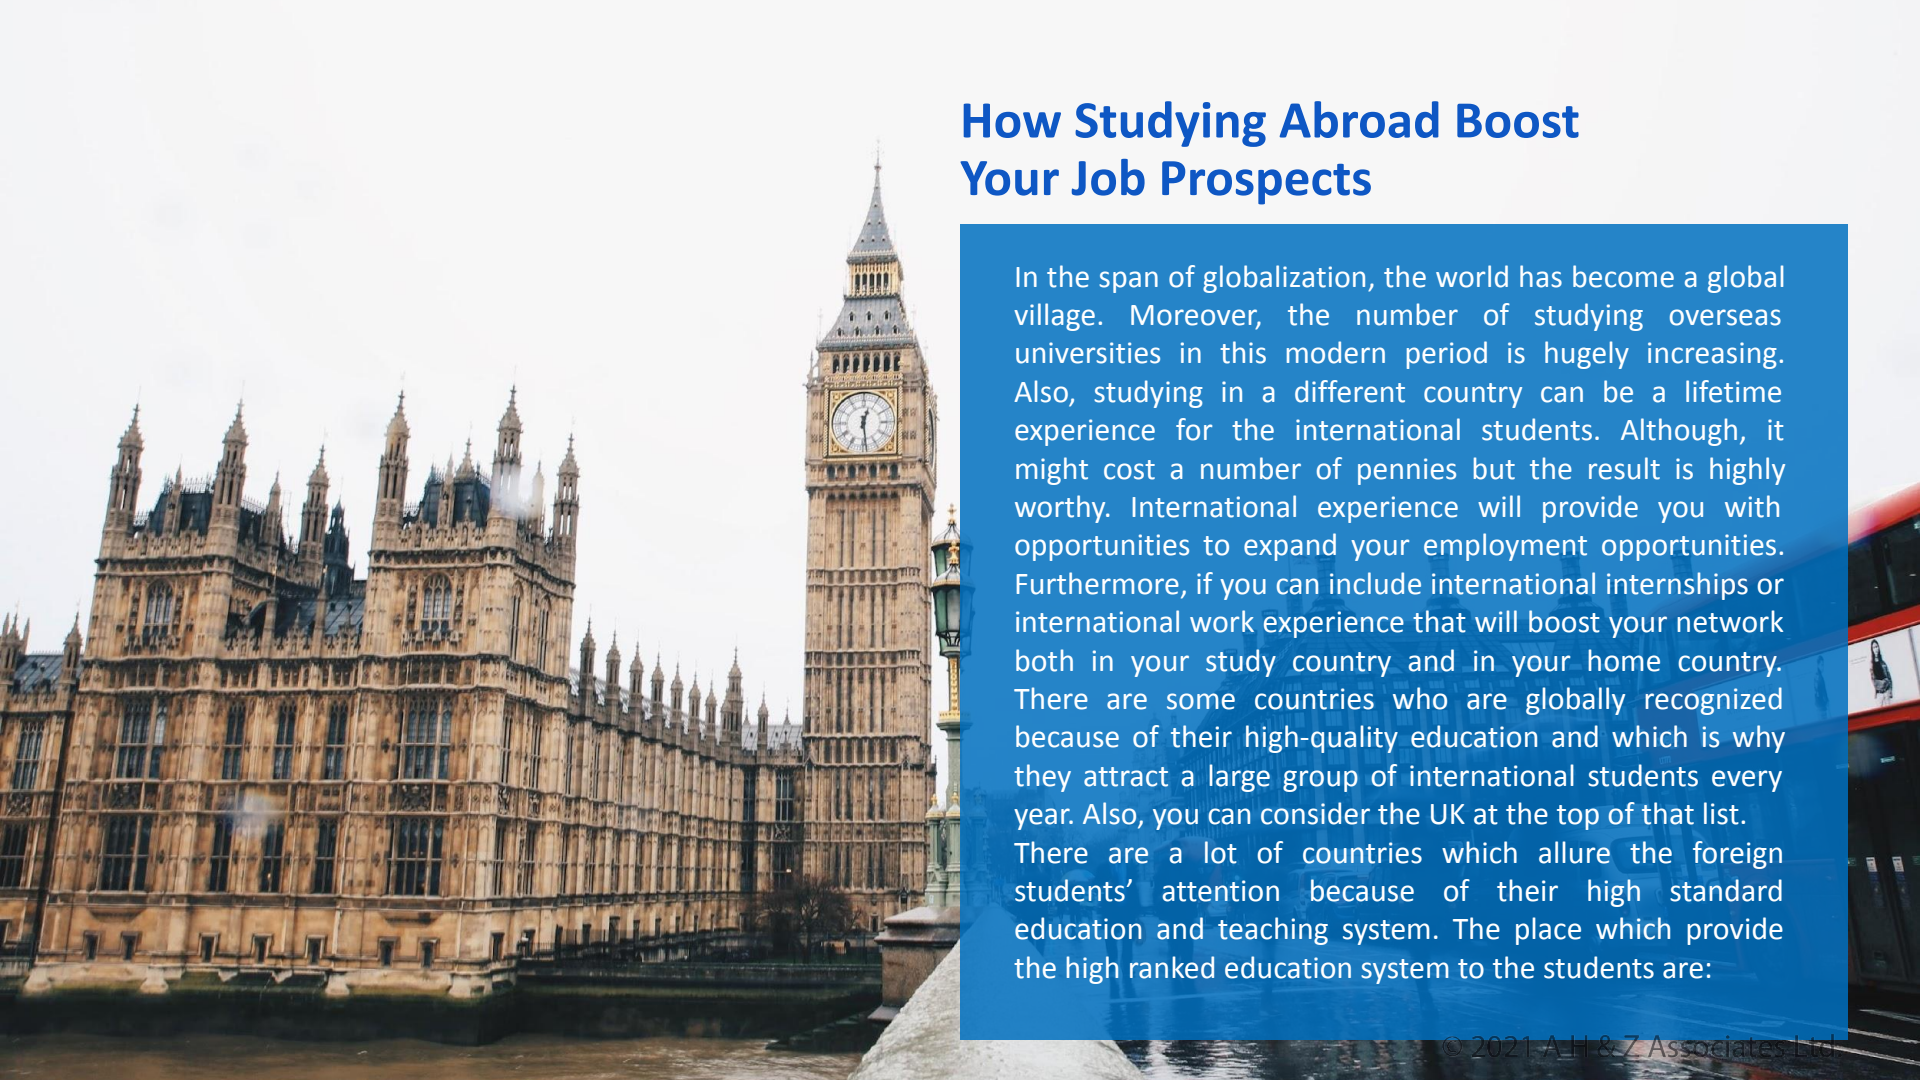 How Studying Abroad Boost
Your Job Prospects
In the span of globalization, the world has become a global
village. Moreover, the number of studying overseas
universities in this modern period is hugely increasing.
Also, studying in a different country can be a lifetime
experience for the international students. Although, it
might cost a number of pennies but the result is highly
worthy. International experience will provide you with
opportunities to expand your employment opportunities.
Furthermore, if you can include international internships or
international work experience that will boost your network
both in your study country and in your home country.
There are some countries who are globally recognized
because of their high-quality education and which is why
they attract a large group of international students every
year. Also, you can consider the UK at the top of that list.
There are a lot of countries which allure the foreign
students’ attention because of their high standard
education and teaching system. The place which provide
the high ranked education system to the students are:
© 2021 A H & Z Associates Ltd.